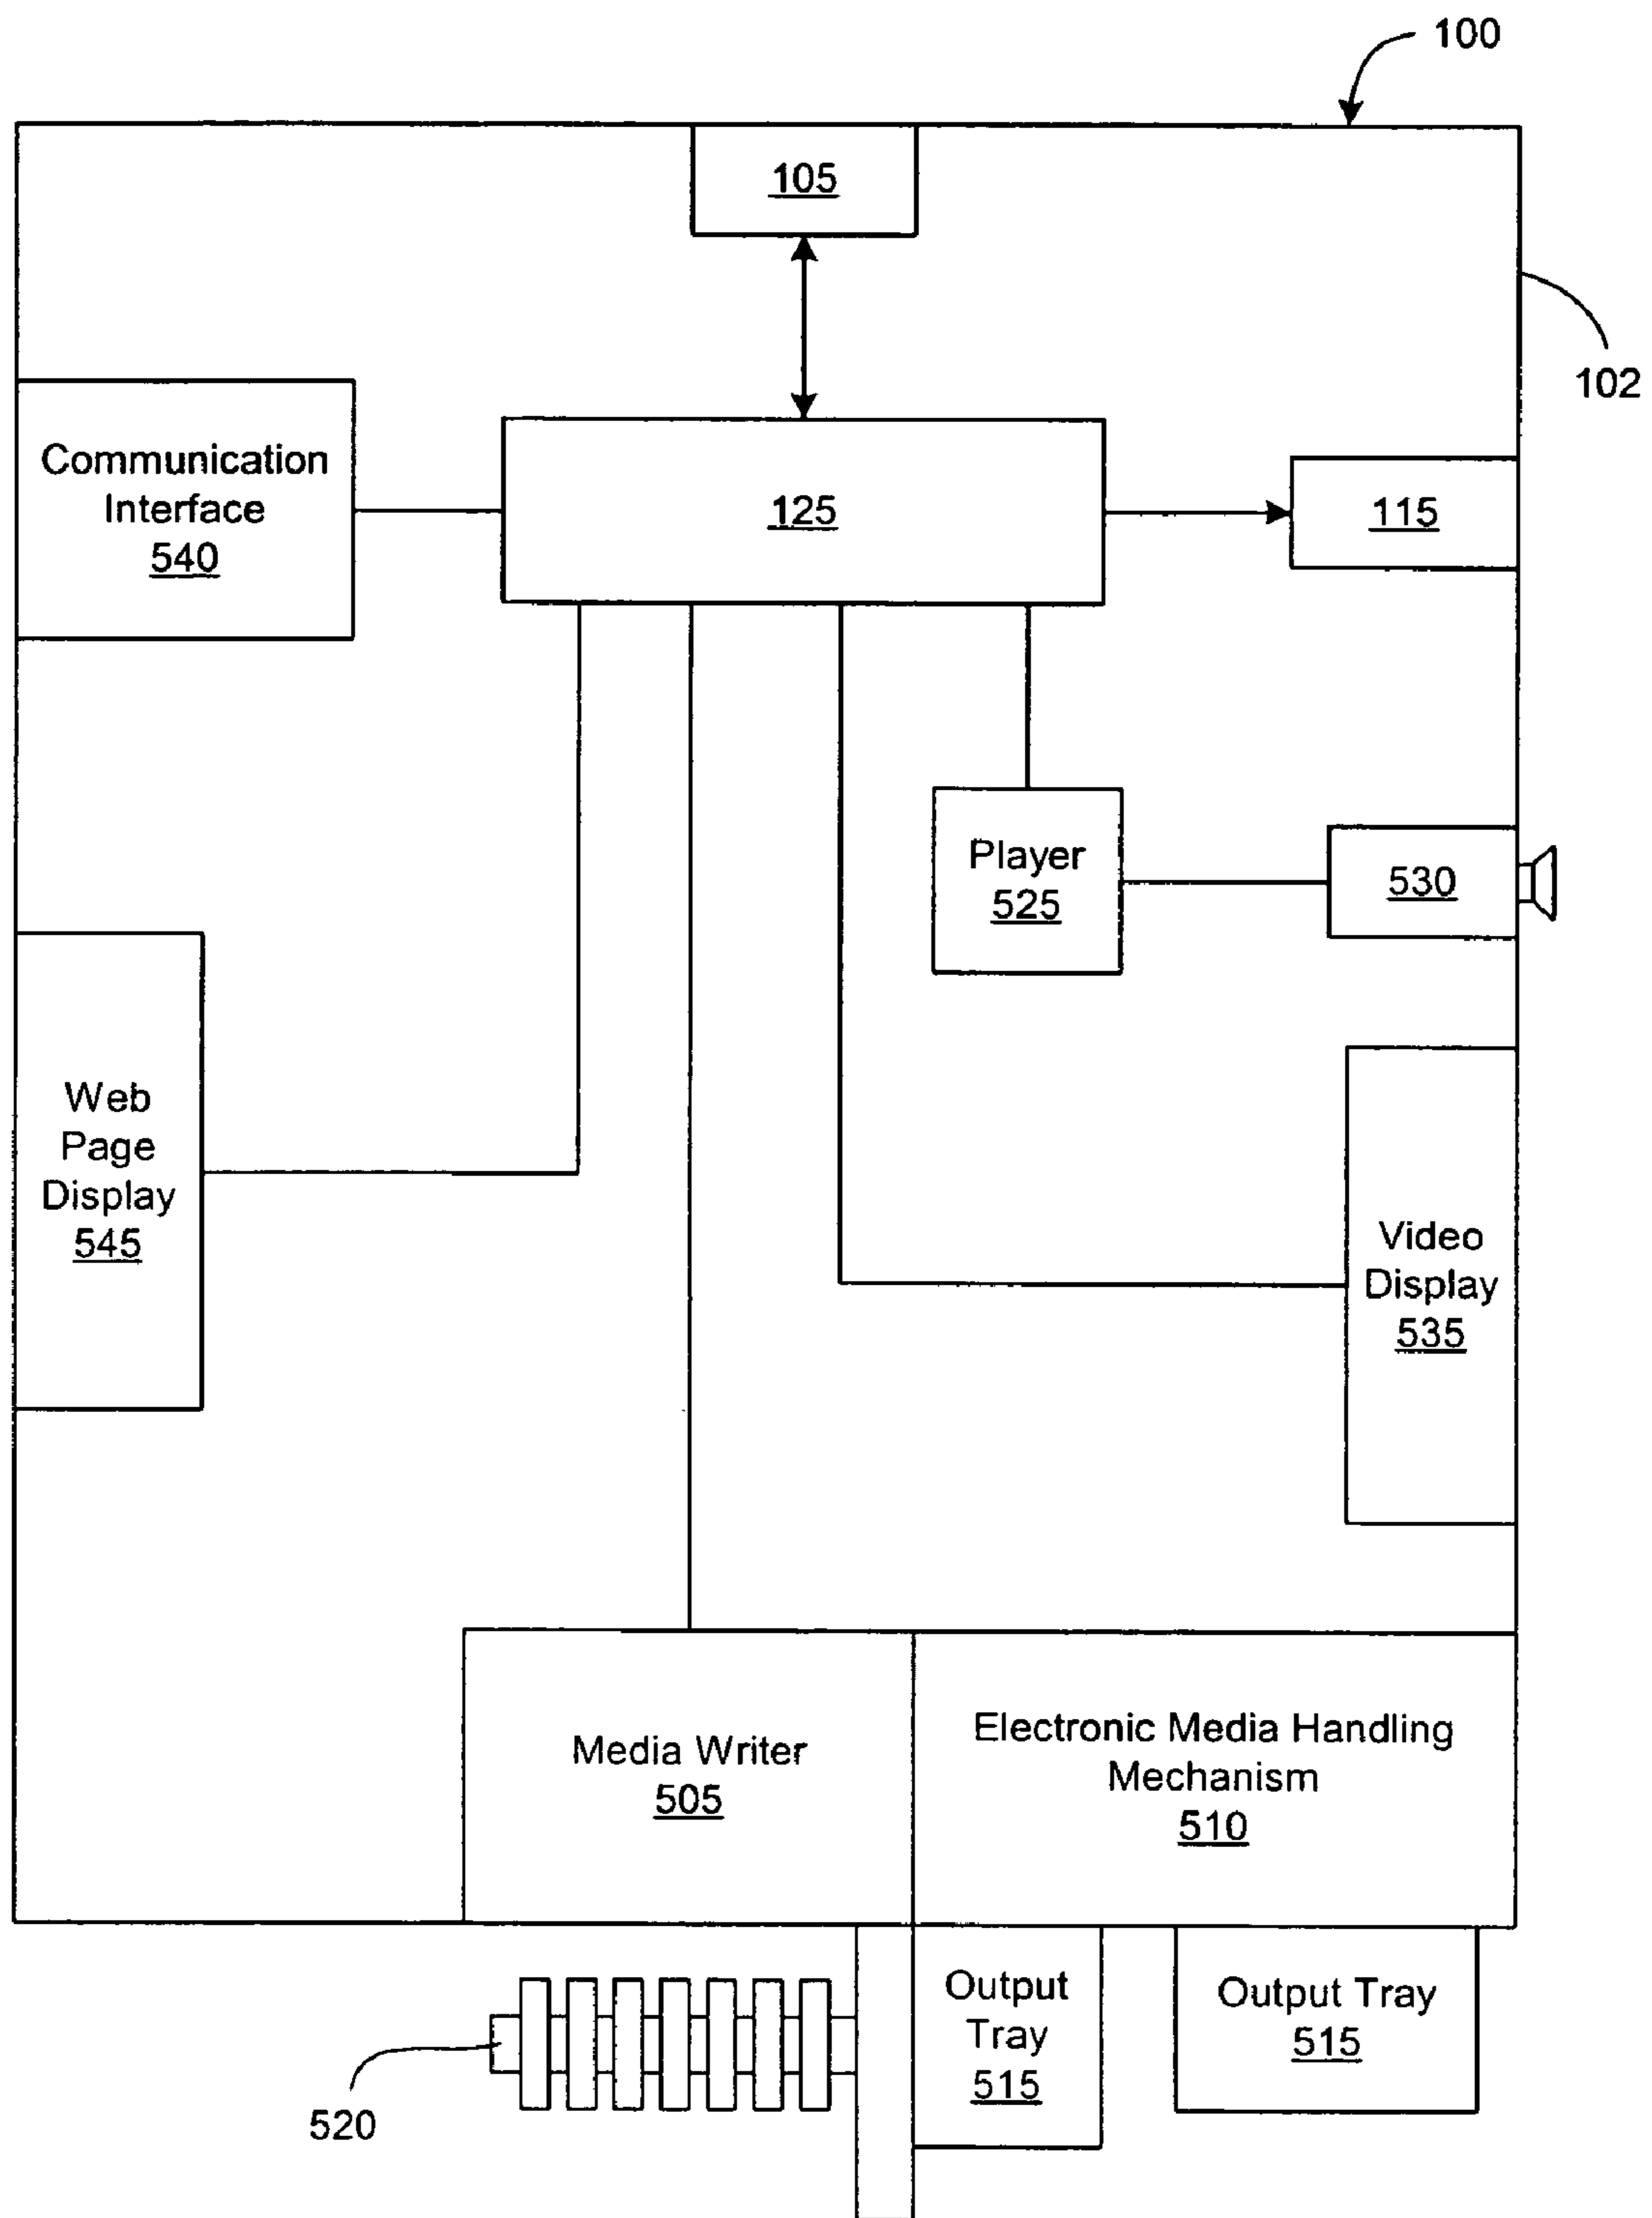 100
105
102
Communication
Interface
540
125
115
Player
525
530
Web
Page
Display
545
Video
Display
535
Media Writer
505
Electronic Media Handling
Mechanism
510
Output
Tray
515
Output Tray
515
520